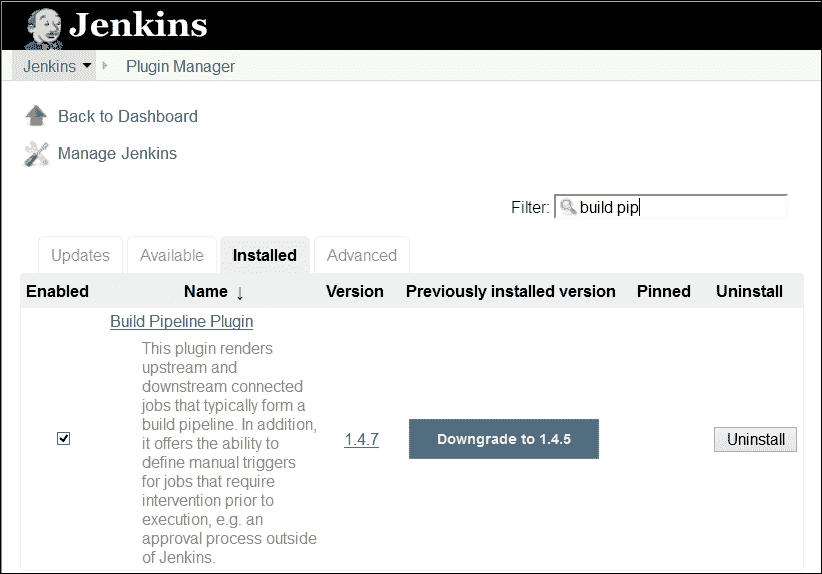 Jenkins
Jenkins Plugin Manager
Back to Dashboard
Manage Jenkins
Filter: build pip
Updates Available Installed Advanced
Enabled Name ↓ Version Previously installed version Pinned Uninstall
Build Pipeline Plugin
This plugin renders
upstream and
downstream connected
jobs that typically form a
build pipeline. In addition,
it offers the ability to
define manual triggers
for jobs that require
intervention prior to
execution, e.g. an
approval process outside
of Jenkins.
1.4.7 Downgrade to 1.4.5 Uninstall